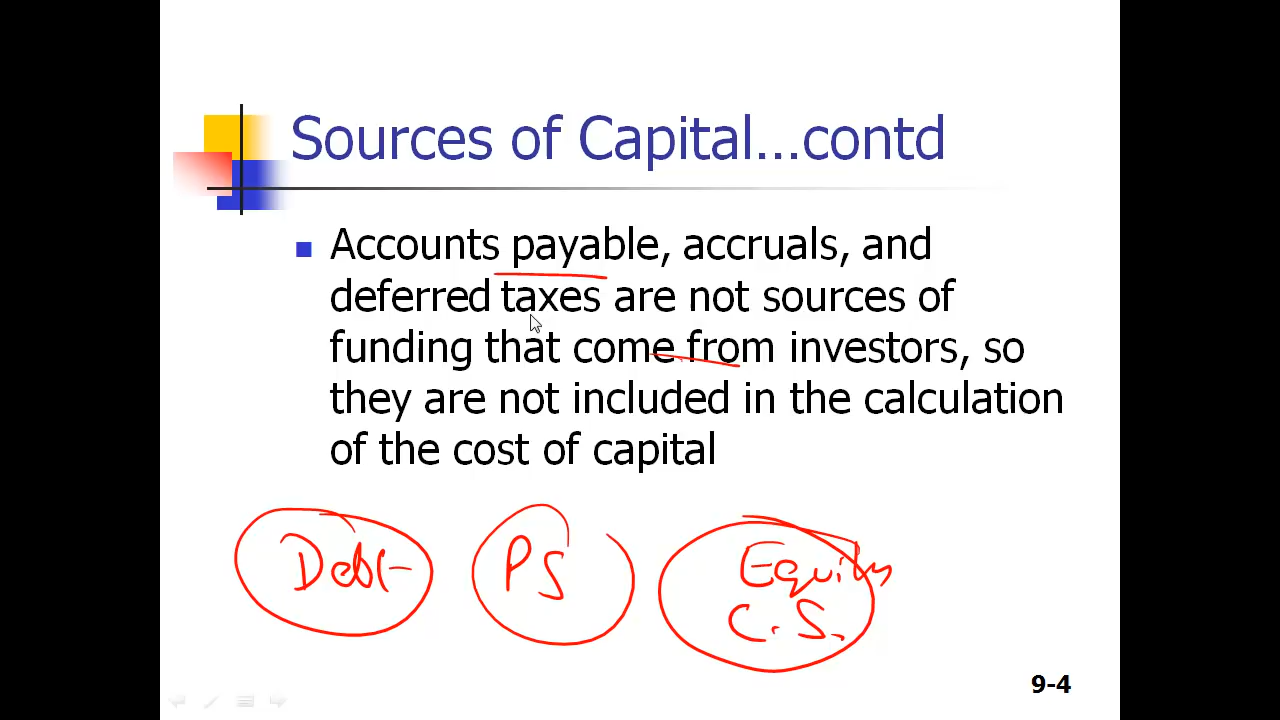 Sources of Capital…contd
Accounts payable, accruals, and
deferred taxes are not sources of
funding that come from investors, so
they are not included in the calculation
of the cost of capital
Debt PS Equity
C.S.
9-4